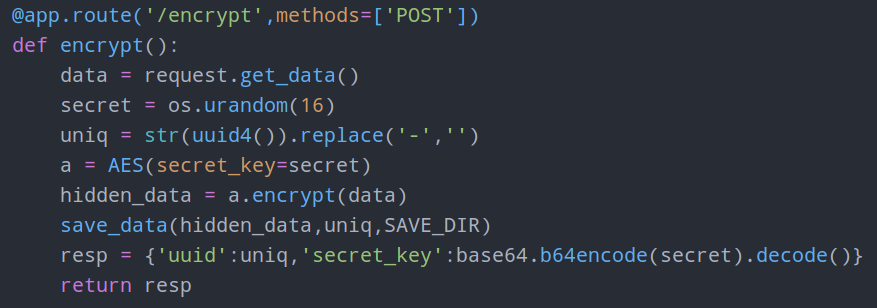 @app.route('/encrypt',methods=['POST'])
def encrypt():
    data = request.get_data()
    secret = os.urandom(16)
    uniq = str(uuid4()).replace('-','')
    a = AES(secret_key=secret)
    hidden_data = a.encrypt(data)
    save_data(hidden_data,uniq,SAVE_DIR)
    resp = {'uuid':uniq,'secret_key':base64.b64encode(secret).decode()}
    return resp